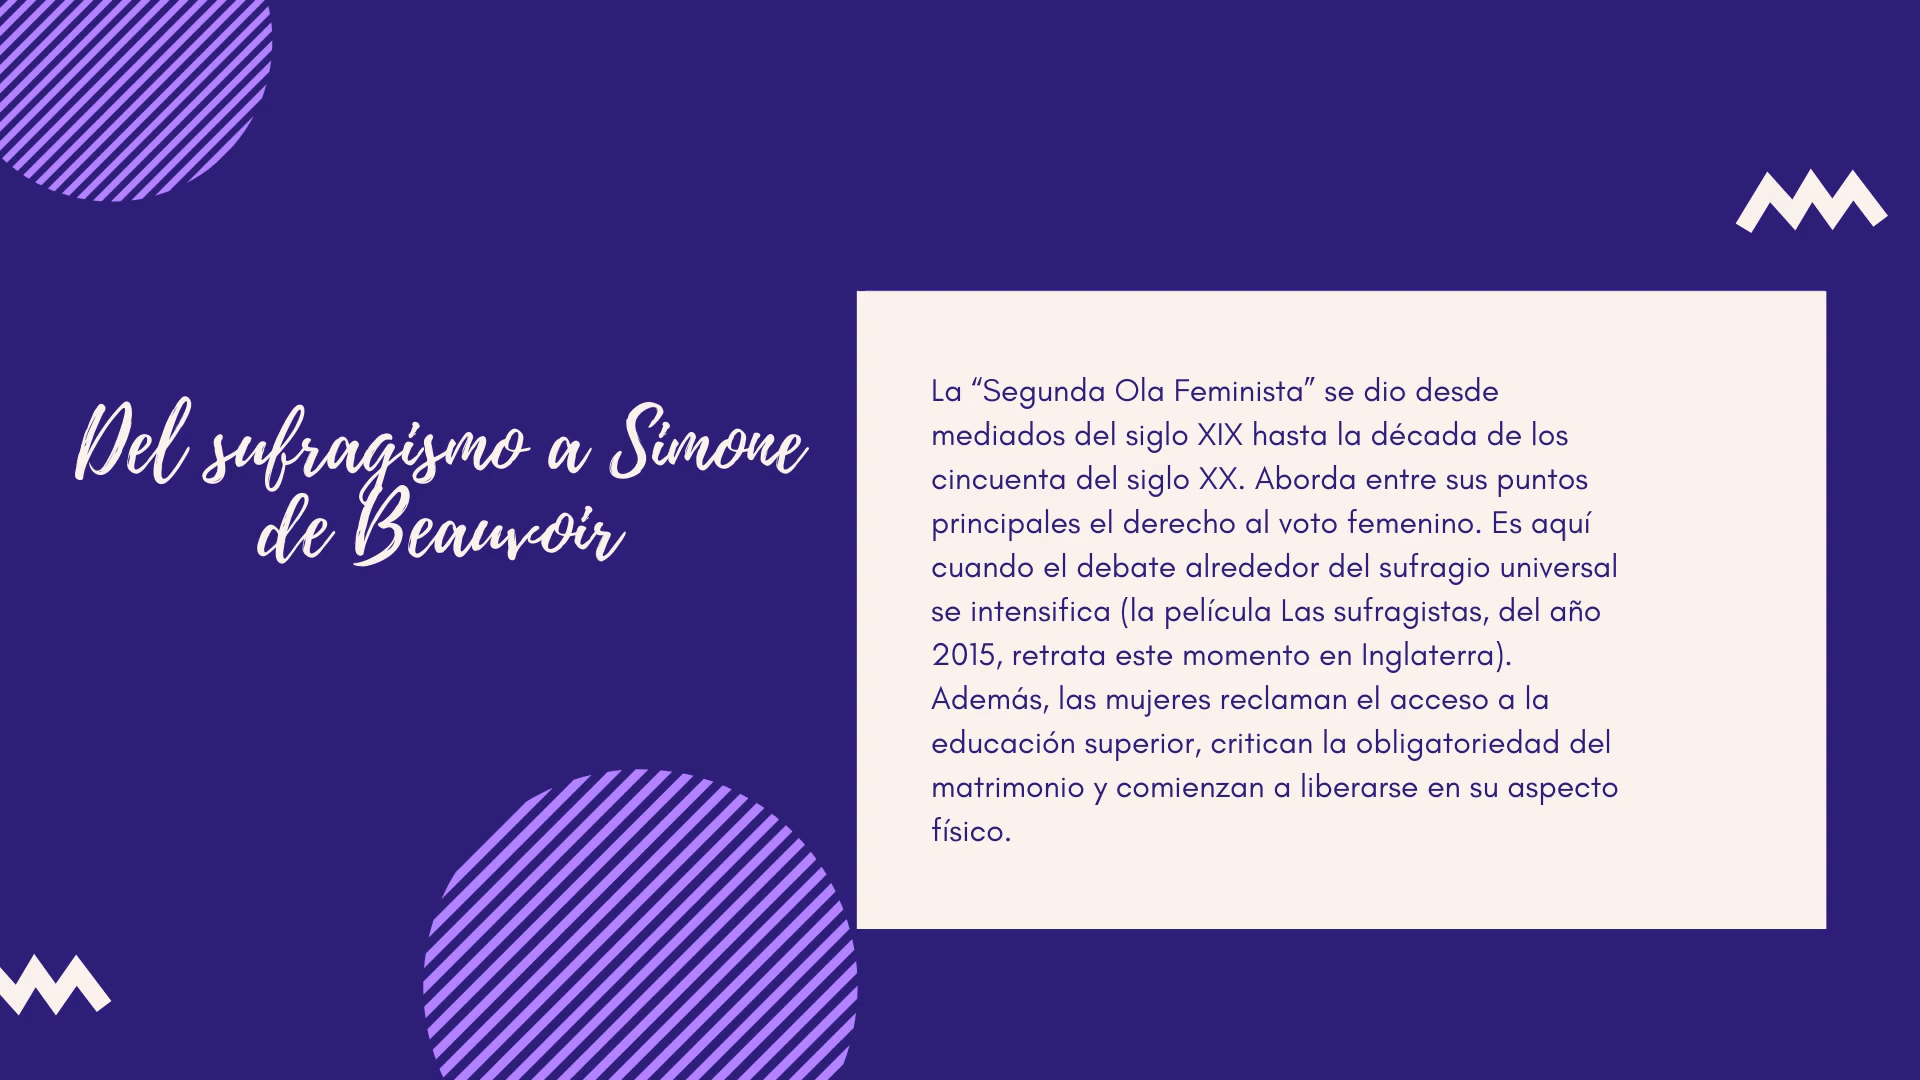 Del sufragismo a Simone
de Beauvoir
La “Segunda Ola Feminista” se dio desde
mediados del siglo XIX hasta la década de los
cincuenta del siglo XX. Aborda entre sus puntos
principales el derecho al voto femenino. Es aquí
cuando el debate alrededor del sufragio universal
se intensifica (la película Las sufragistas, del año
2015, retrata este momento en Inglaterra).
Además, las mujeres reclaman el acceso a la
educación superior, critican la obligatoriedad del
matrimonio y comienzan a liberarse en su aspecto
físico.